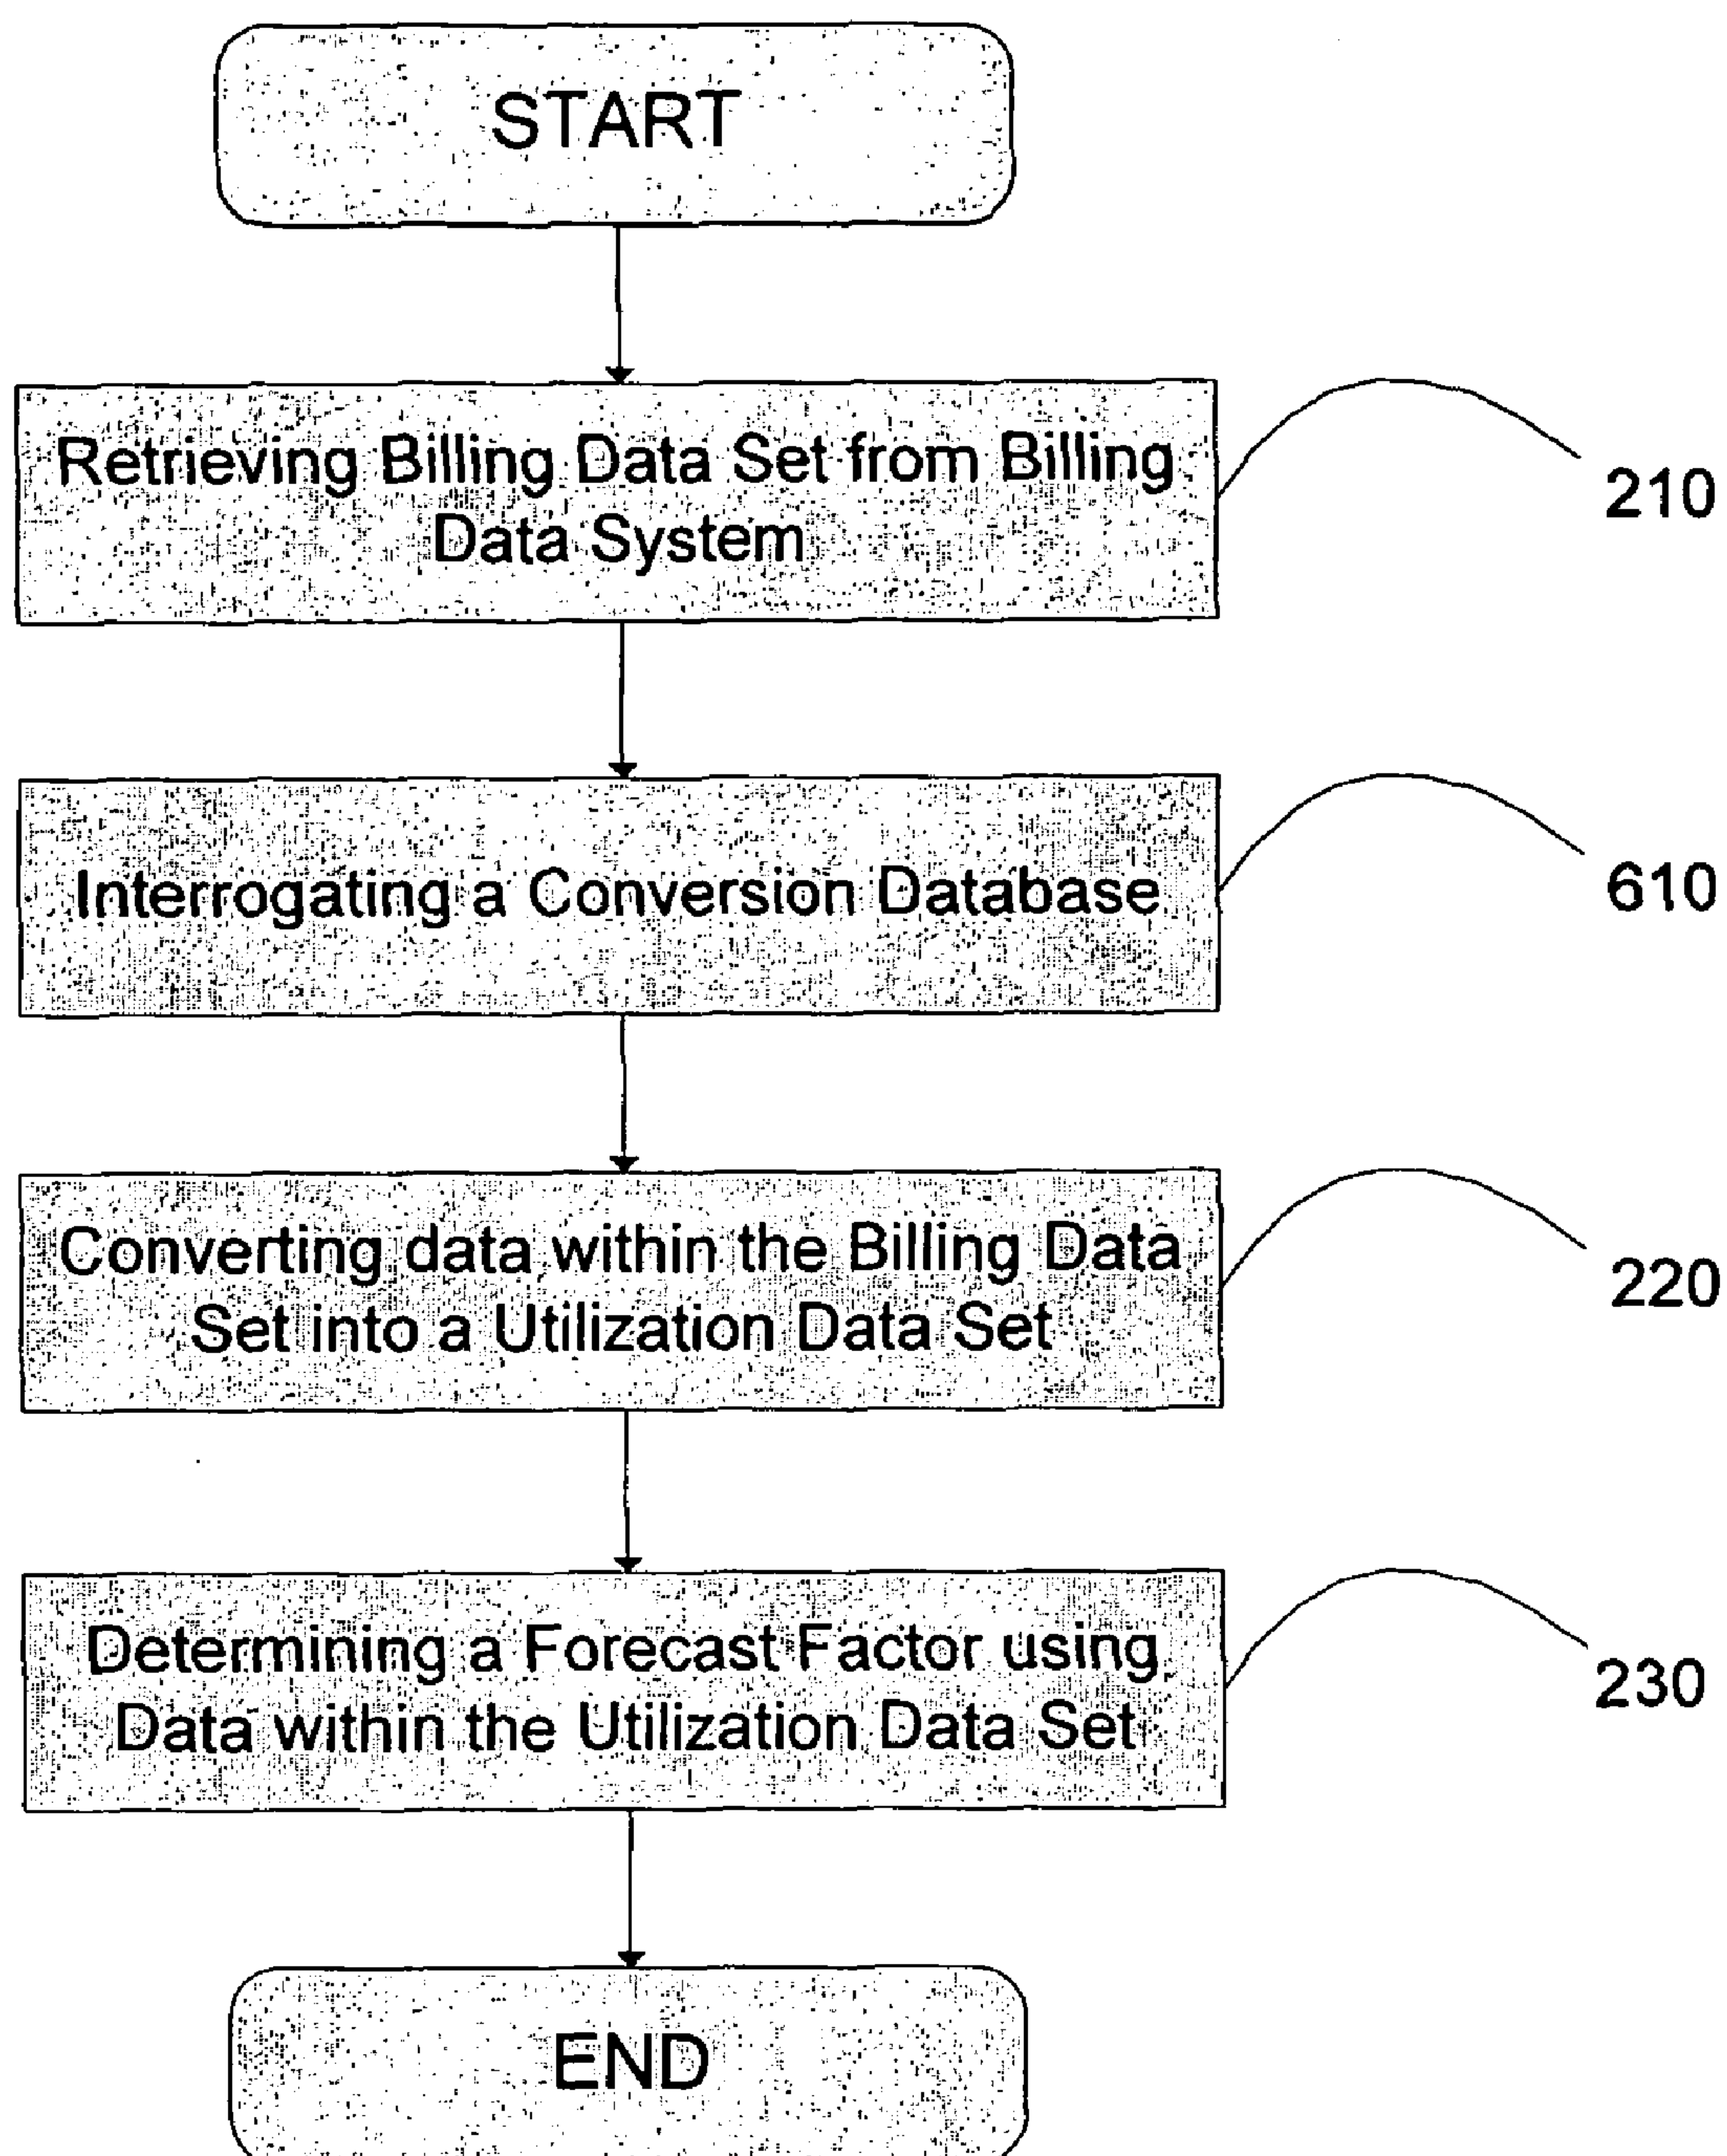 START
Retrieving Billing Data Set from Billing
Data System
210
Interrogating a Conversion Database
610
Converting data within the Billing Data
Set into a Utilization Data Set
220
Determining a Forecast Factor using
Data within the Utilization Data Set
230
END